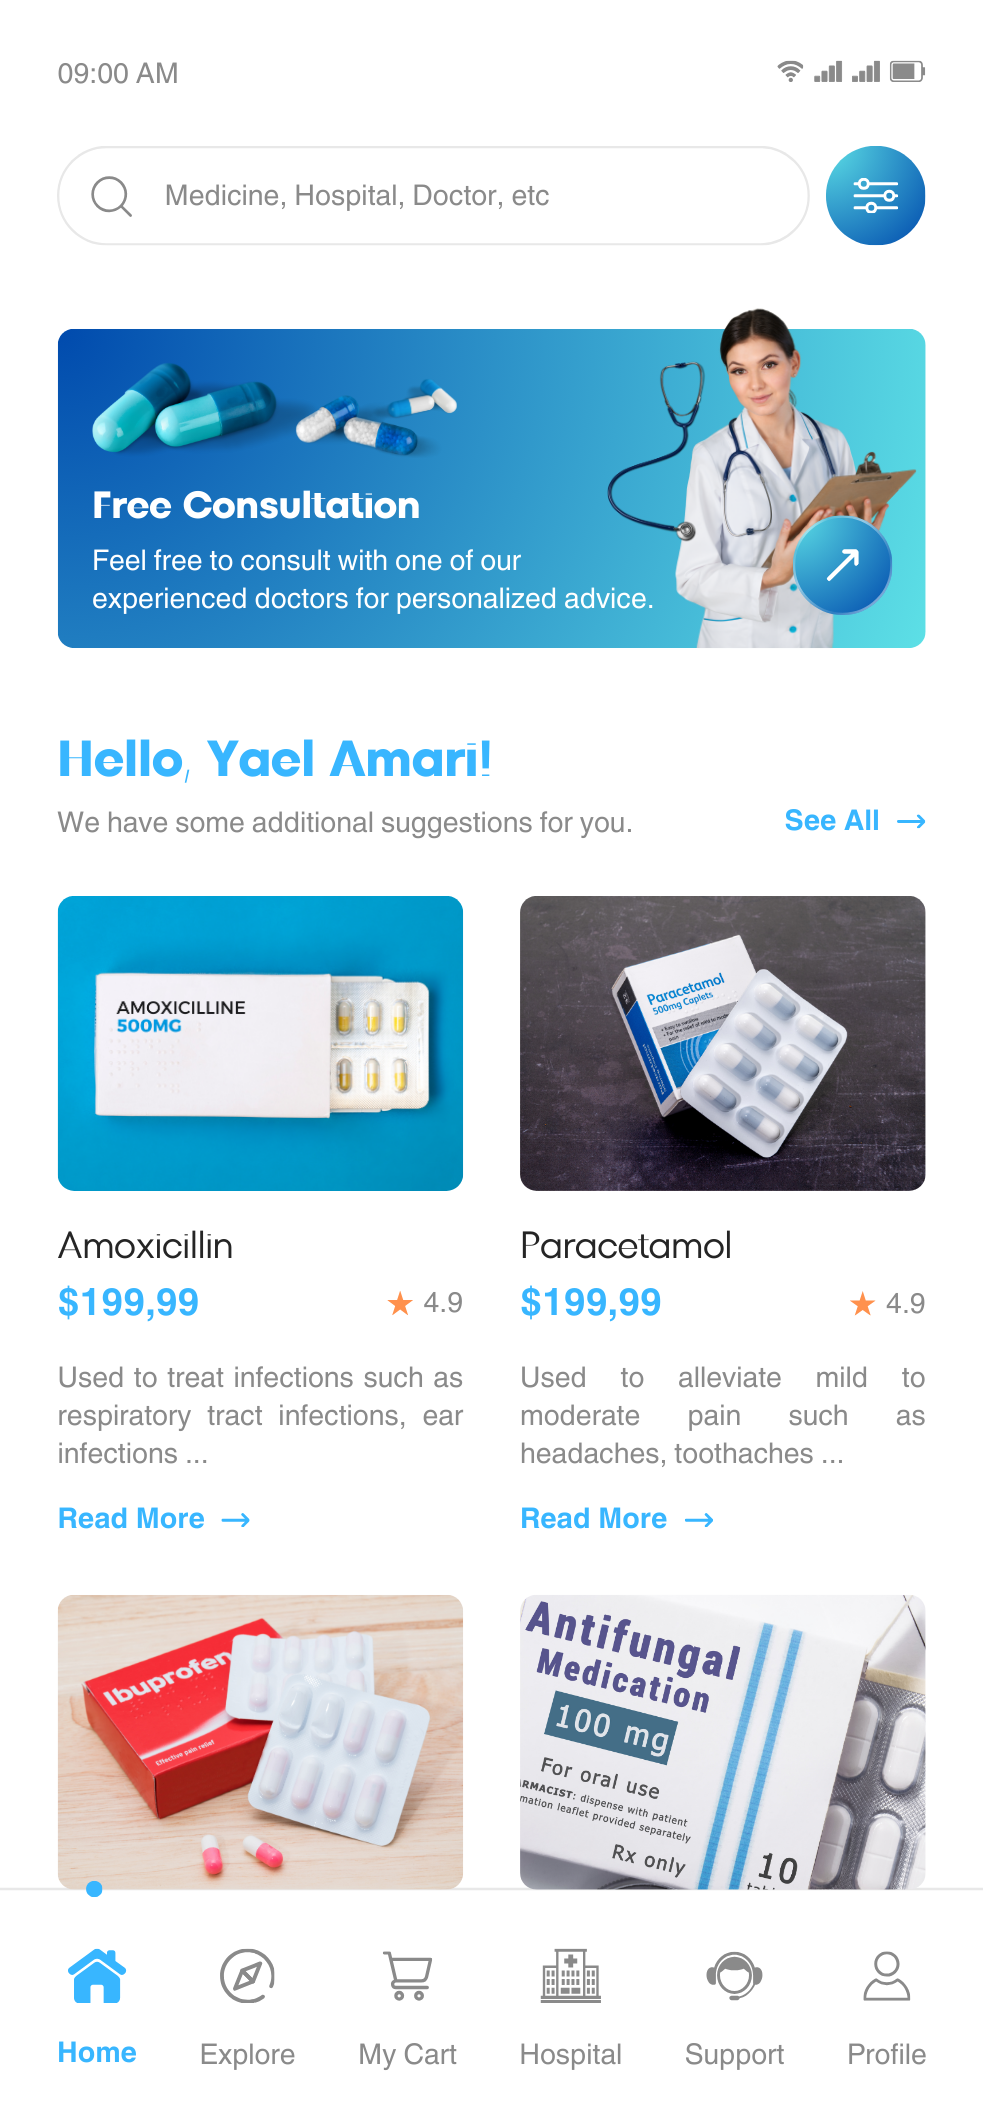 09:00 AM
Medicine, Hospital, Doctor, etc
Free Consultation
Feel free to consult with one of our
experienced doctors for personalized advice.
Hello, Yael Amari!
We have some additional suggestions for you.
See All
AMOXICILLINE
500MG
Paracetamol
500mg Caplets
Amoxicillin
$199,99
4.9
Used to treat infections such as
respiratory tract infections, ear
infections ...
Read More
Paracetamol
$199,99
4.9
Used to alleviate mild to
moderate pain such as
headaches, toothaches ...
Read More
Ibuprofen
Effective pain relief
Antifungal
Medication
100 mg
For oral use
ARMACIST: dispense with patient
mation leaflet provided separately
Rx only
10
Home
Explore
My Cart
Hospital
Support
Profile